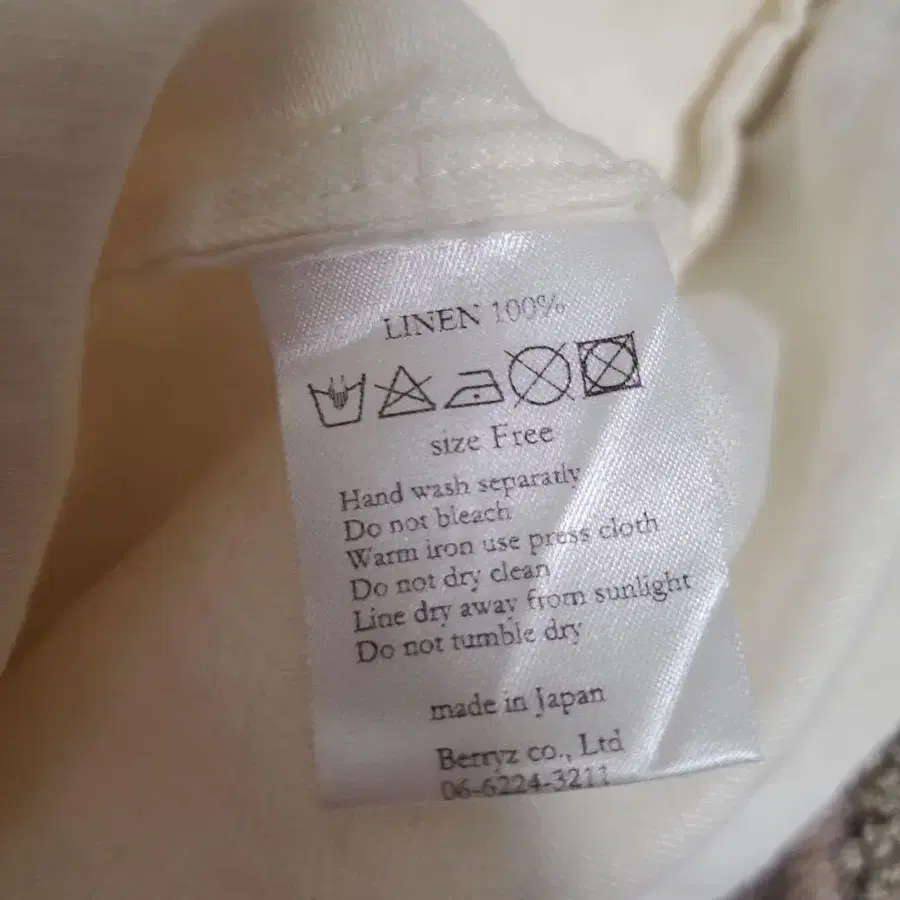 LINEN 100%
size Free
Hand wash separatly
Do not bleach
Warm iron use press cloth
Do not dry clean
Line dry away from sunlight
Do not tumble dry
made in Japan
Berryz co., Ltd
06-6224-3211